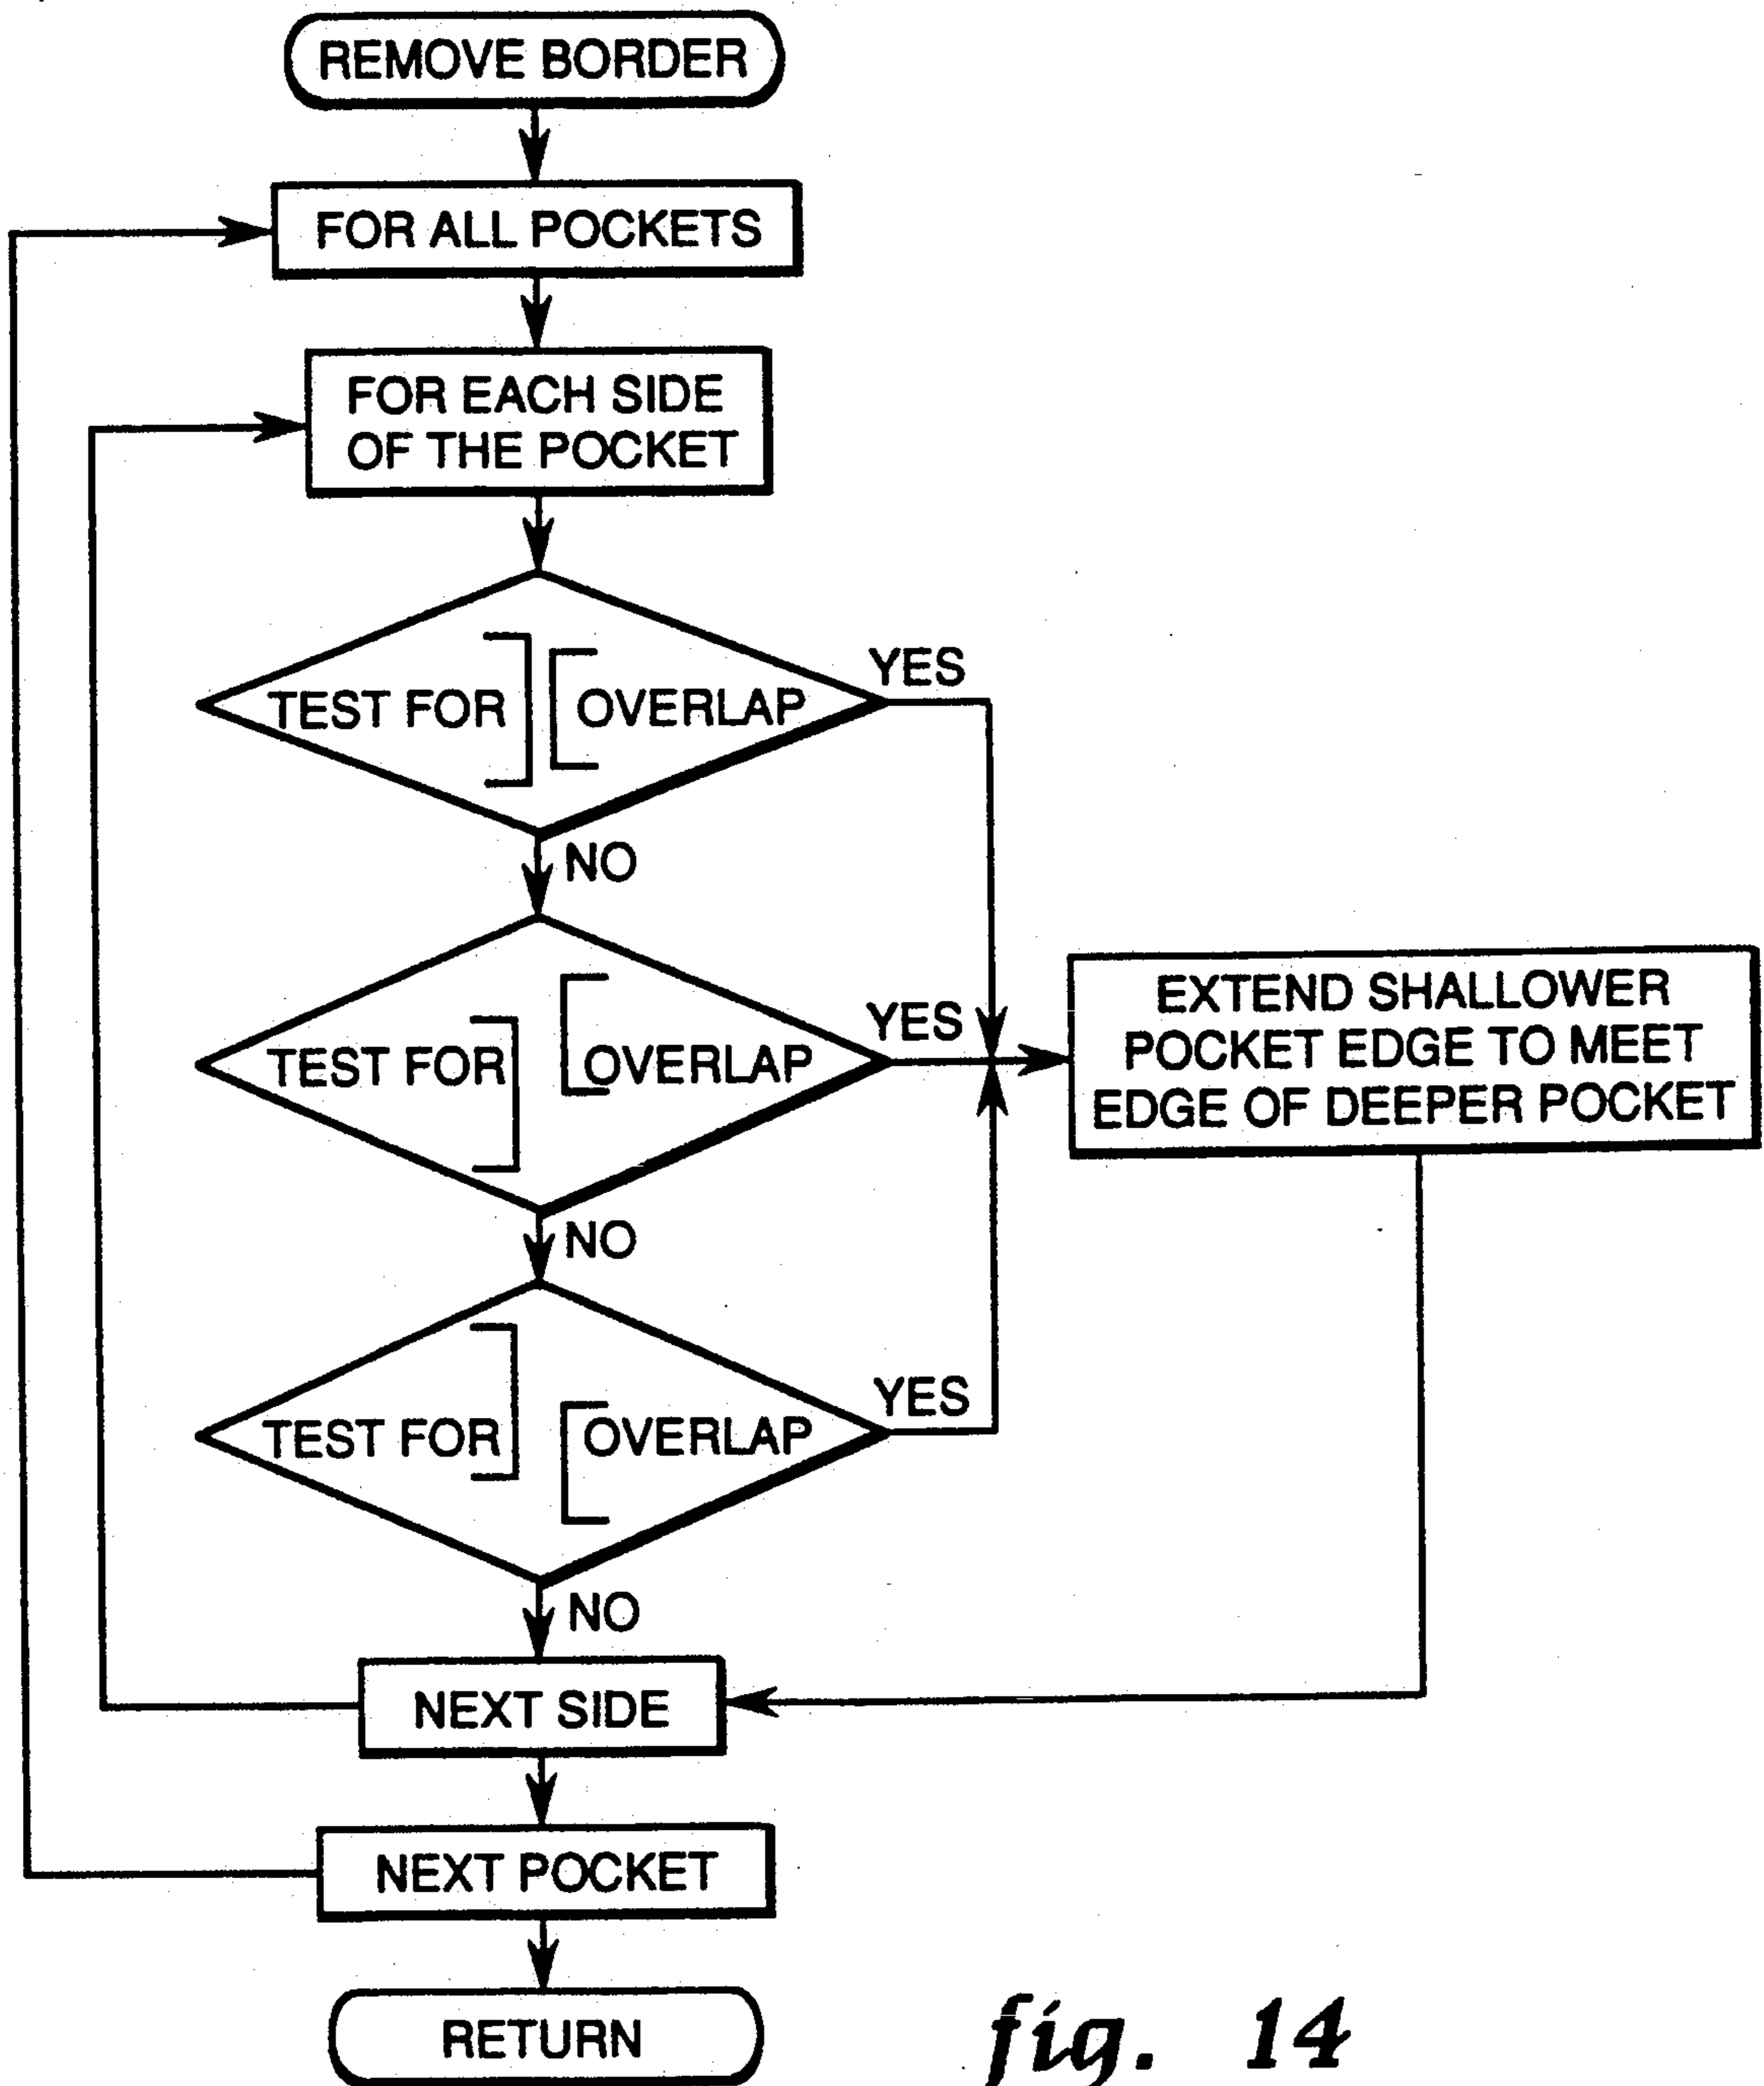 REMOVE BORDER
FOR ALL POCKETS
FOR EACH SIDE
OF THE POCKET
TEST FOR OVERLAP
YES
NO
TEST FOR OVERLAP
YES
EXTEND SHALLOWER
POCKET EDGE TO MEET
EDGE OF DEEPER POCKET
NO
TEST FOR OVERLAP
YES
NO
NEXT SIDE
NEXT POCKET
RETURN
fig. 14